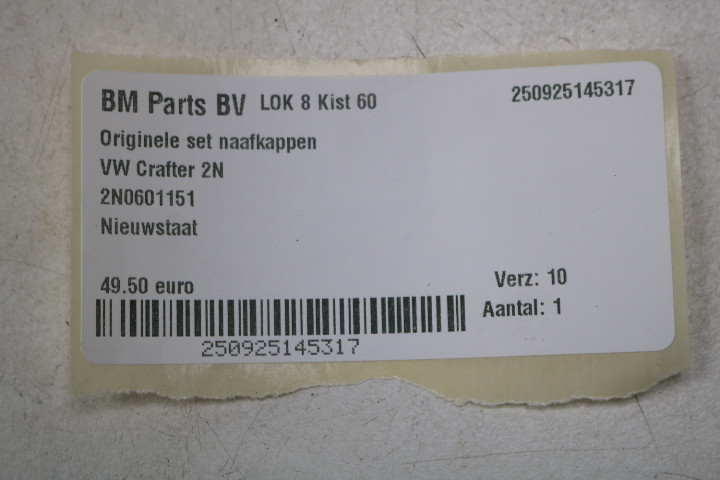 BM Parts BV LOK 8 Kist 60 250925145317
Originele set naafkappen
VW Crafter 2N
2N0601151
Nieuwstaat
49.50 euro Verz: 10
Aantal: 1
250925145317